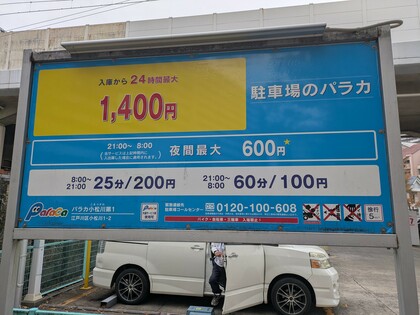 入庫から24時間最大
1,400円
駐車場のパラカ
21:00～ 8:00
夜間最大 600円*
8:00～21:00 25分/200円
21:00～8:00 60分/100円
Paraca
パラカ小松川第1
江戸川区小松川1-2
0120-100-608